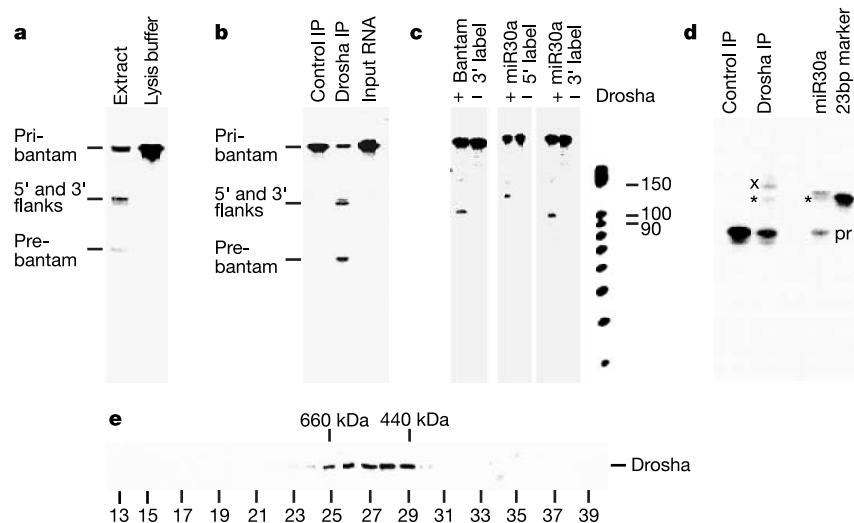 a
Extract
Lysis buffer
Pri-
bantam
5' and 3'
flanks
Pre-
bantam
b
Control IP
Drosha IP
Input RNA
Pri-
bantam
5' and 3'
flanks
Pre-
bantam
c
Bantam
3' label
miR30a
5' label
miR30a
3' label
+ – + – + – Drosha
150
100
90
d
Control IP
Drosha IP
miR30a
23bp marker
x
* *
pr
e
660 kDa 440 kDa
Drosha
13 15 17 19 21 23 25 27 29 31 33 35 37 39